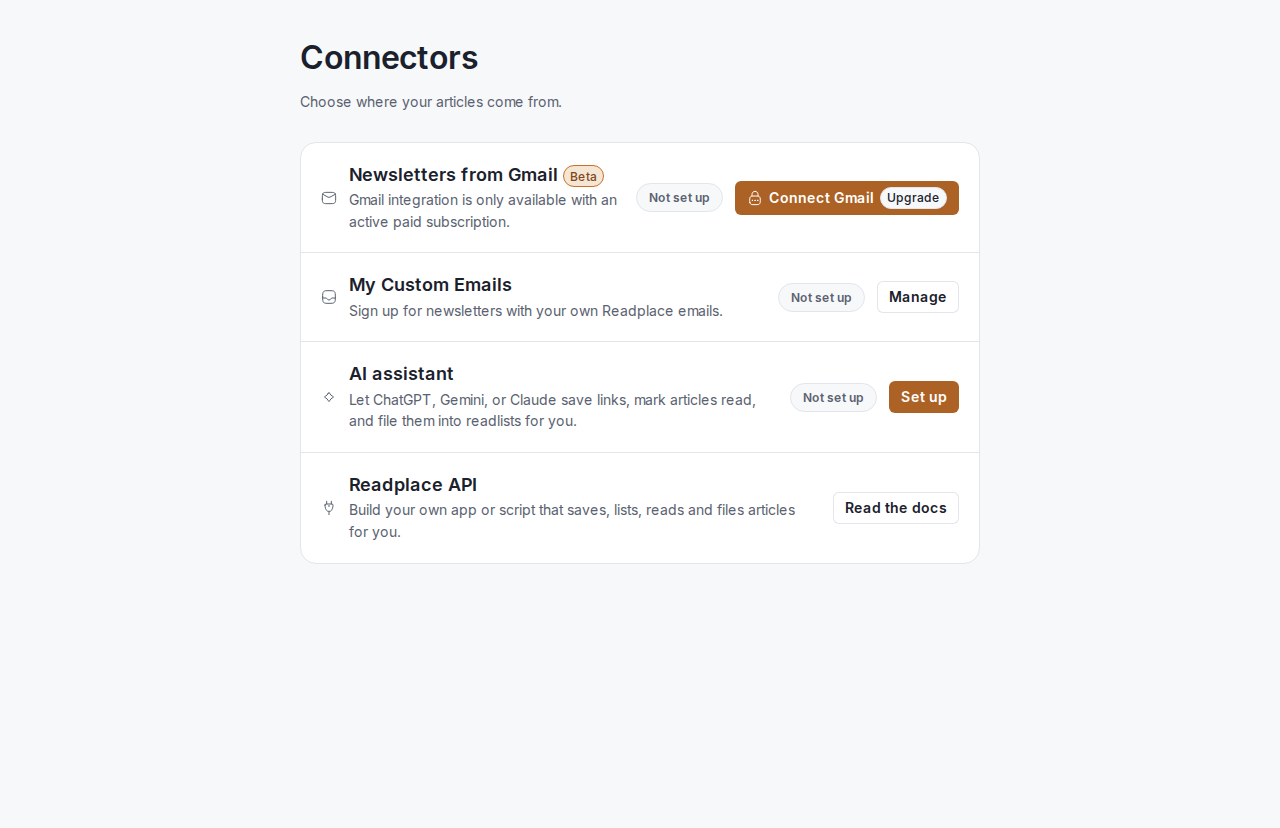 Connectors
Choose where your articles come from.
Newsletters from Gmail Beta
Gmail integration is only available with an
active paid subscription.
Not set up
Connect Gmail Upgrade
My Custom Emails
Sign up for newsletters with your own Readplace emails.
Not set up
Manage
AI assistant
Let ChatGPT, Gemini, or Claude save links, mark articles read,
and file them into readlists for you.
Not set up
Set up
Readplace API
Build your own app or script that saves, lists, reads and files articles
for you.
Read the docs